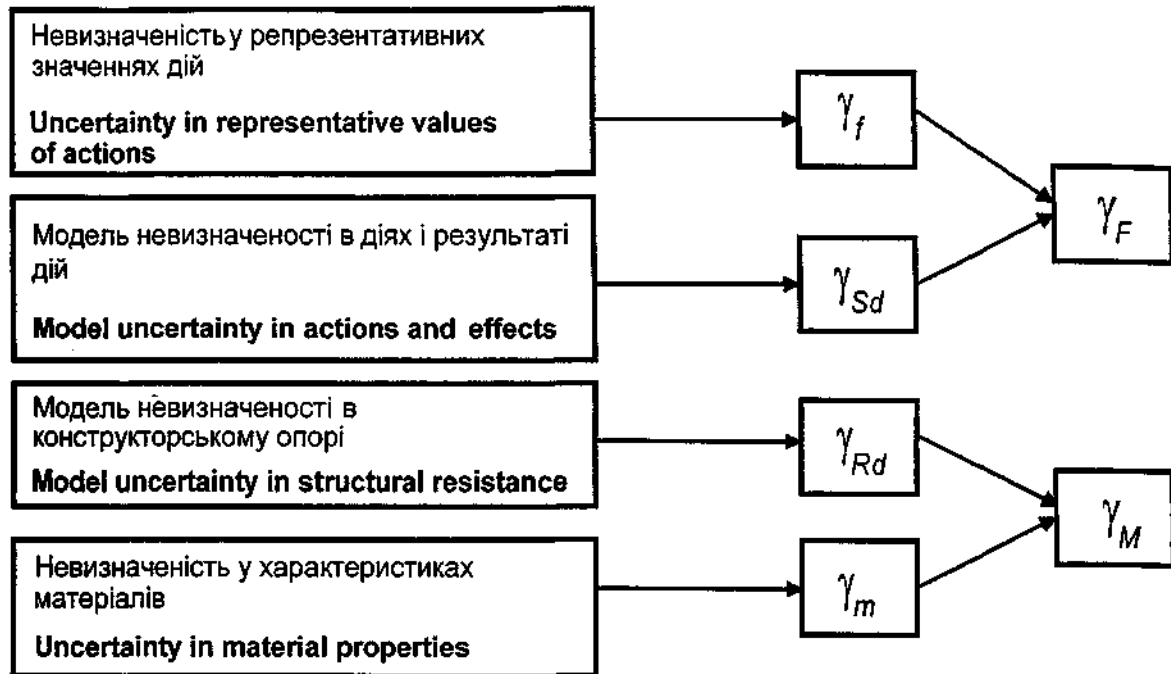 Невизначеність у репрезентативних
значеннях дій
Uncertainty in representative values
of actions
γf
γF
Модель невизначеності в діях і результаті
дій
Model uncertainty in actions and effects
γSd
Модель невизначеності в
конструкторському опорі
Model uncertainty in structural resistance
γRd
γM
Невизначеність у характеристиках
матеріалів
Uncertainty in material properties
γm